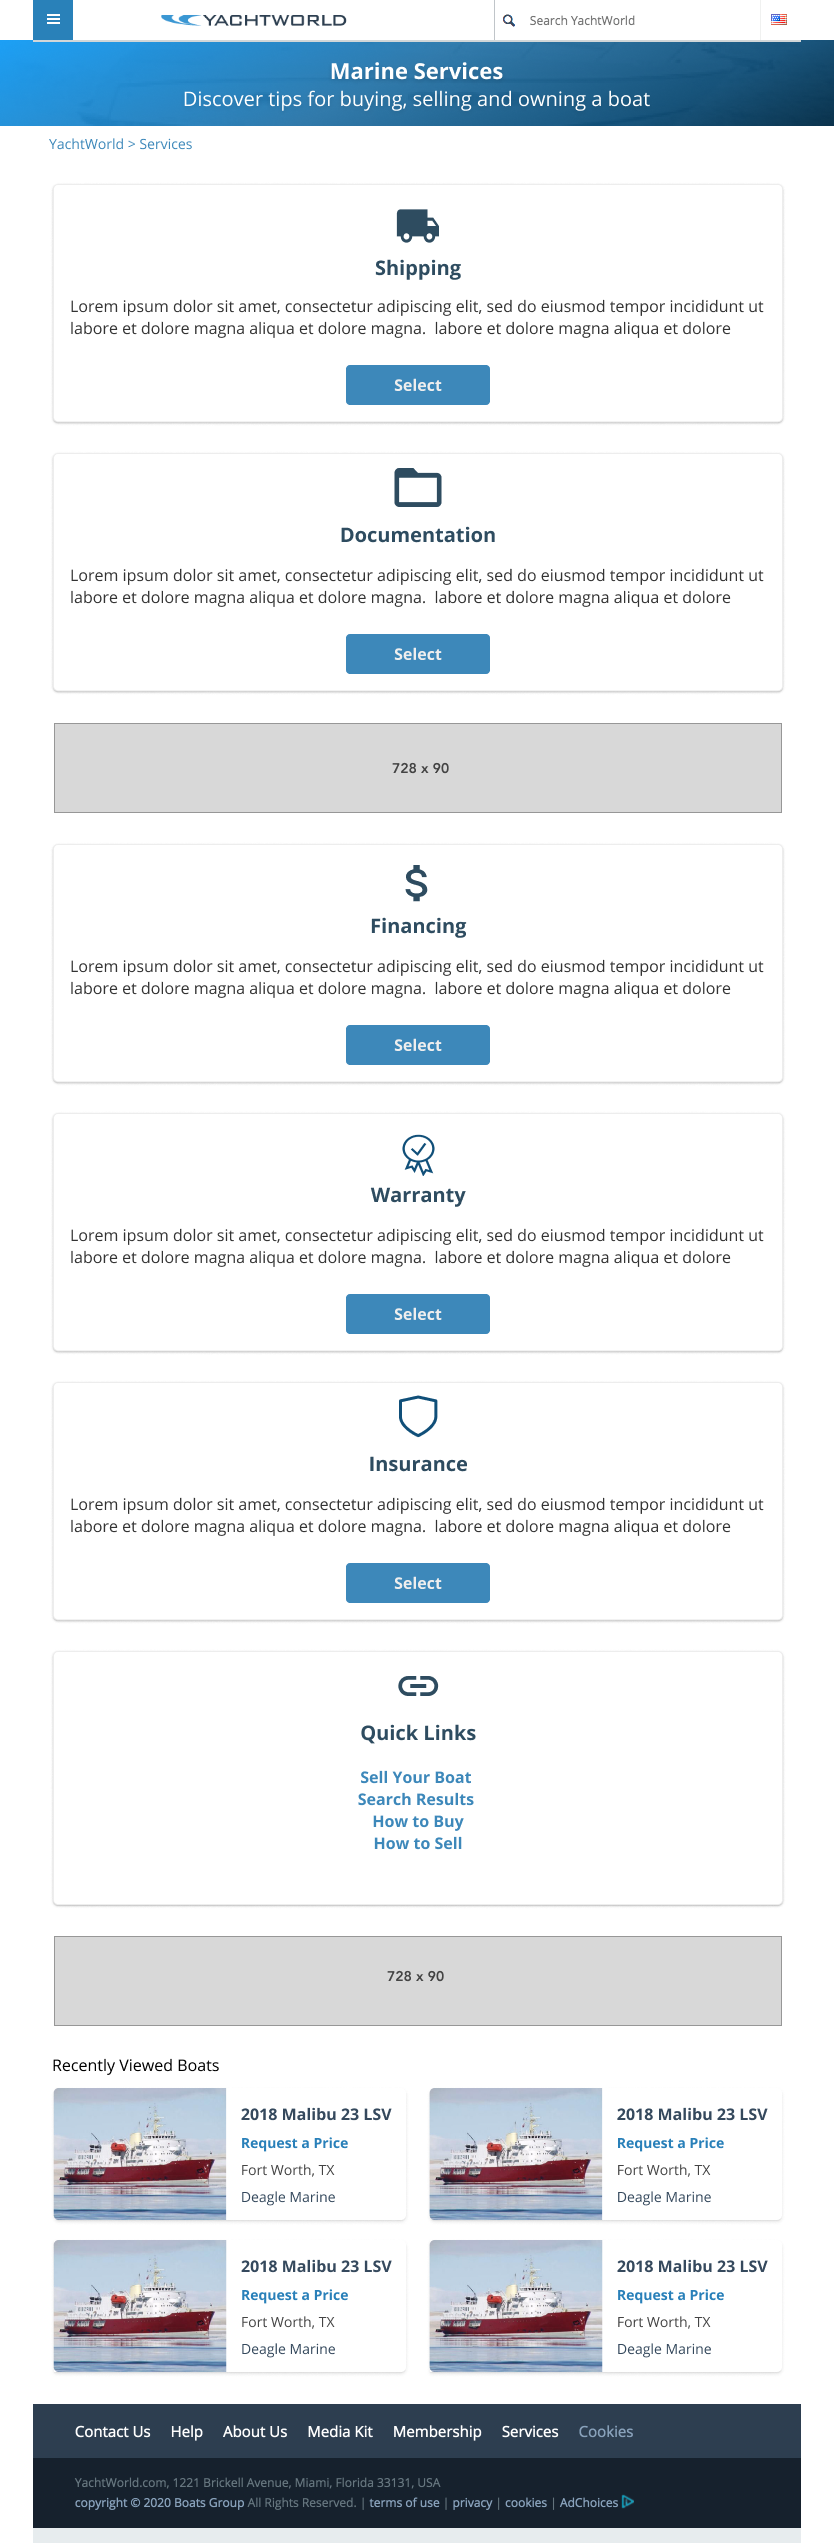 YACHTWORLD
Search YachtWorld
Marine Services
Discover tips for buying, selling and owning a boat
YachtWorld > Services
Shipping
Lorem ipsum dolor sit amet, consectetur adipiscing elit, sed do eiusmod tempor incididunt ut
labore et dolore magna aliqua et dolore magna.  labore et dolore magna aliqua et dolore
Select
Documentation
Lorem ipsum dolor sit amet, consectetur adipiscing elit, sed do eiusmod tempor incididunt ut
labore et dolore magna aliqua et dolore magna.  labore et dolore magna aliqua et dolore
Select
728 x 90
Financing
Lorem ipsum dolor sit amet, consectetur adipiscing elit, sed do eiusmod tempor incididunt ut
labore et dolore magna aliqua et dolore magna.  labore et dolore magna aliqua et dolore
Select
Warranty
Lorem ipsum dolor sit amet, consectetur adipiscing elit, sed do eiusmod tempor incididunt ut
labore et dolore magna aliqua et dolore magna.  labore et dolore magna aliqua et dolore
Select
Insurance
Lorem ipsum dolor sit amet, consectetur adipiscing elit, sed do eiusmod tempor incididunt ut
labore et dolore magna aliqua et dolore magna.  labore et dolore magna aliqua et dolore
Select
Quick Links
Sell Your Boat
Search Results
How to Buy
How to Sell
728 x 90
Recently Viewed Boats
2018 Malibu 23 LSV
Request a Price
Fort Worth, TX
Deagle Marine
2018 Malibu 23 LSV
Request a Price
Fort Worth, TX
Deagle Marine
2018 Malibu 23 LSV
Request a Price
Fort Worth, TX
Deagle Marine
2018 Malibu 23 LSV
Request a Price
Fort Worth, TX
Deagle Marine
Contact Us Help About Us Media Kit Membership Services Cookies
YachtWorld.com, 1221 Brickell Avenue, Miami, Florida 33131, USA
copyright © 2020 Boats Group All Rights Reserved. | terms of use | privacy | cookies | AdChoices